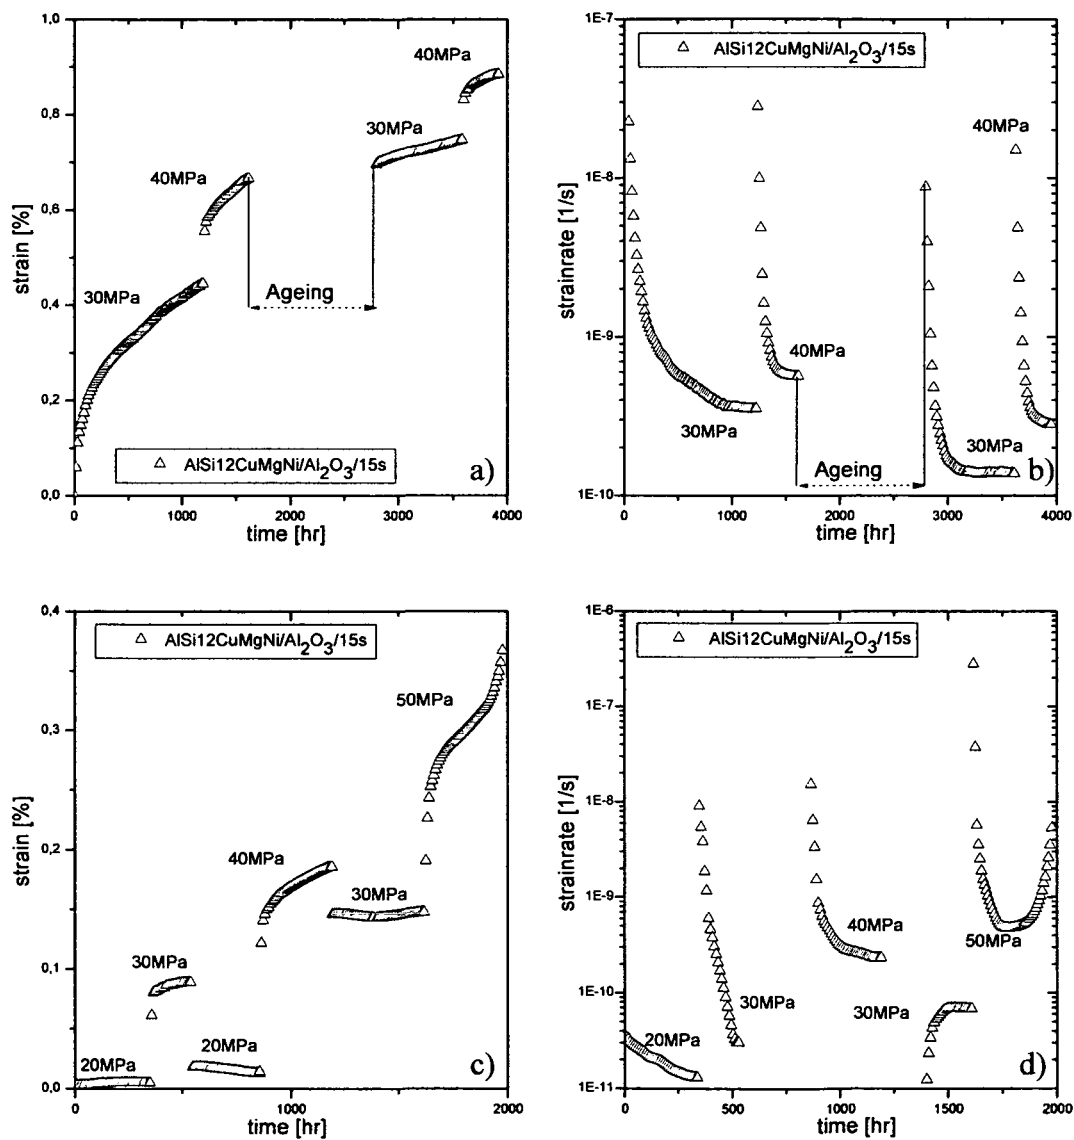 1,0
0,8
0,6
0,4
0,2
0,0
strain [%]
40MPa
30MPa
40MPa
30MPa
Ageing
△ AlSi12CuMgNi/Al₂O₃/15s
a)
0 1000 2000 3000 4000
time [hr]
1E-7
1E-8
1E-9
1E-10
strainrate [1/s]
△ AlSi12CuMgNi/Al₂O₃/15s
40MPa
40MPa
30MPa
30MPa
Ageing
b)
0 1000 2000 3000 4000
time [hr]
0,4
0,3
0,2
0,1
0,0
strain [%]
△ AlSi12CuMgNi/Al₂O₃/15s
50MPa
40MPa
30MPa
30MPa
20MPa
20MPa
c)
0 1000 2000
time [hr]
1E-6
1E-7
1E-8
1E-9
1E-10
1E-11
strainrate [1/s]
△ AlSi12CuMgNi/Al₂O₃/15s
40MPa
50MPa
30MPa
30MPa
20MPa
d)
0 500 1000 1500 2000
time [hr]